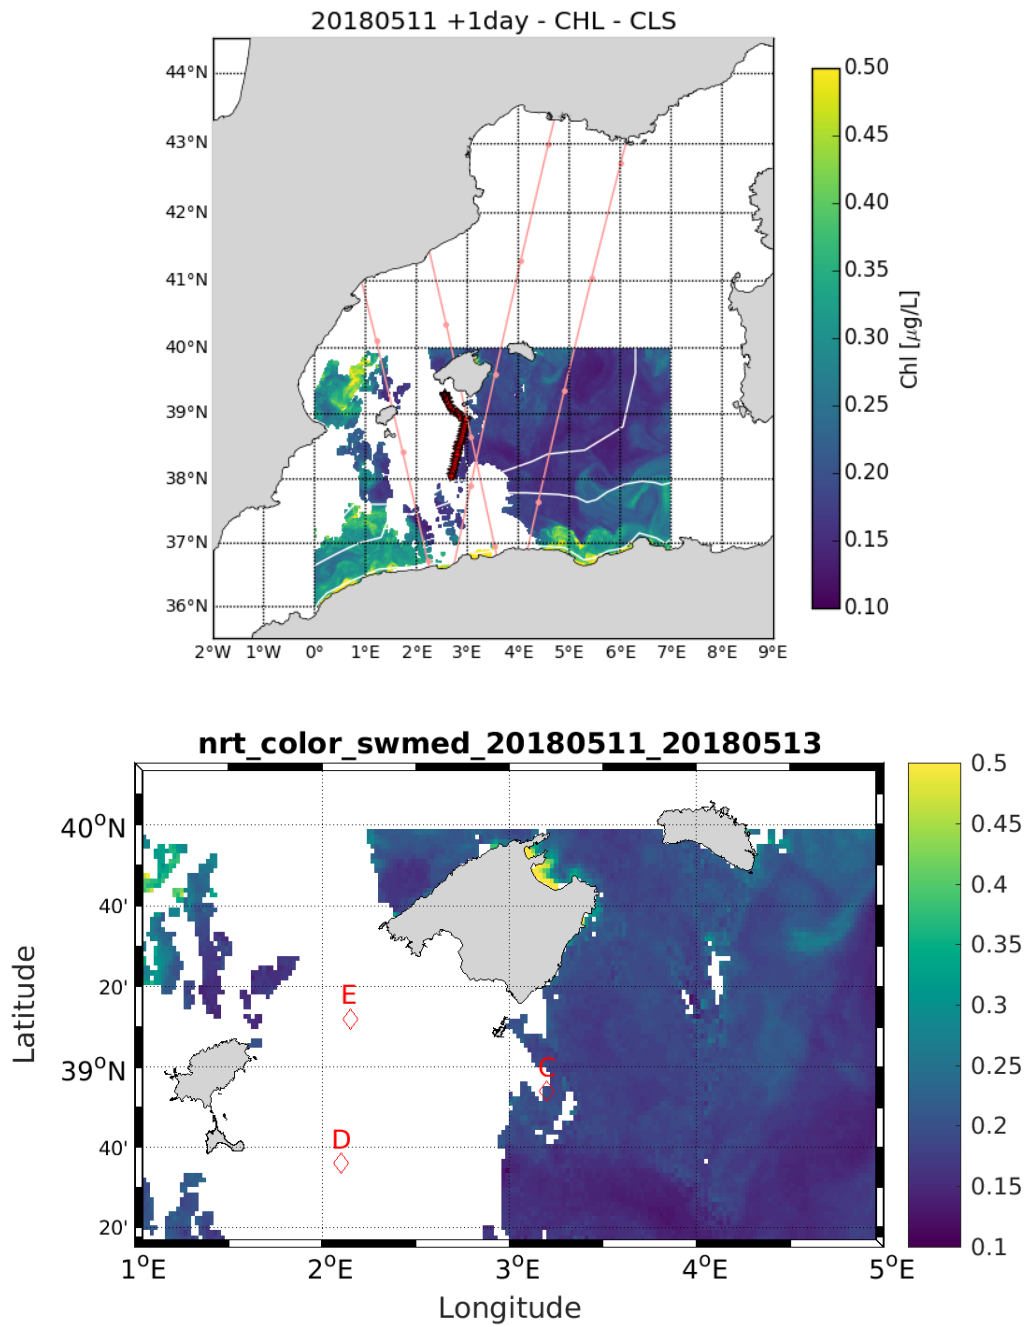 20180511 +1day - CHL - CLS
44°N
43°N
42°N
41°N
40°N
39°N
38°N
37°N
36°N
2°W 1°W 0° 1°E 2°E 3°E 4°E 5°E 6°E 7°E 8°E 9°E
0.50
0.45
0.40
0.35
0.30
0.25
0.20
0.15
0.10
Chl [μg/L]
nrt_color_swmed_20180511_20180513
40°N
40'
20'
39°N
40'
20'
Latitude
E
C
D
1°E 2°E 3°E 4°E 5°E
Longitude
0.5
0.45
0.4
0.35
0.3
0.25
0.2
0.15
0.1